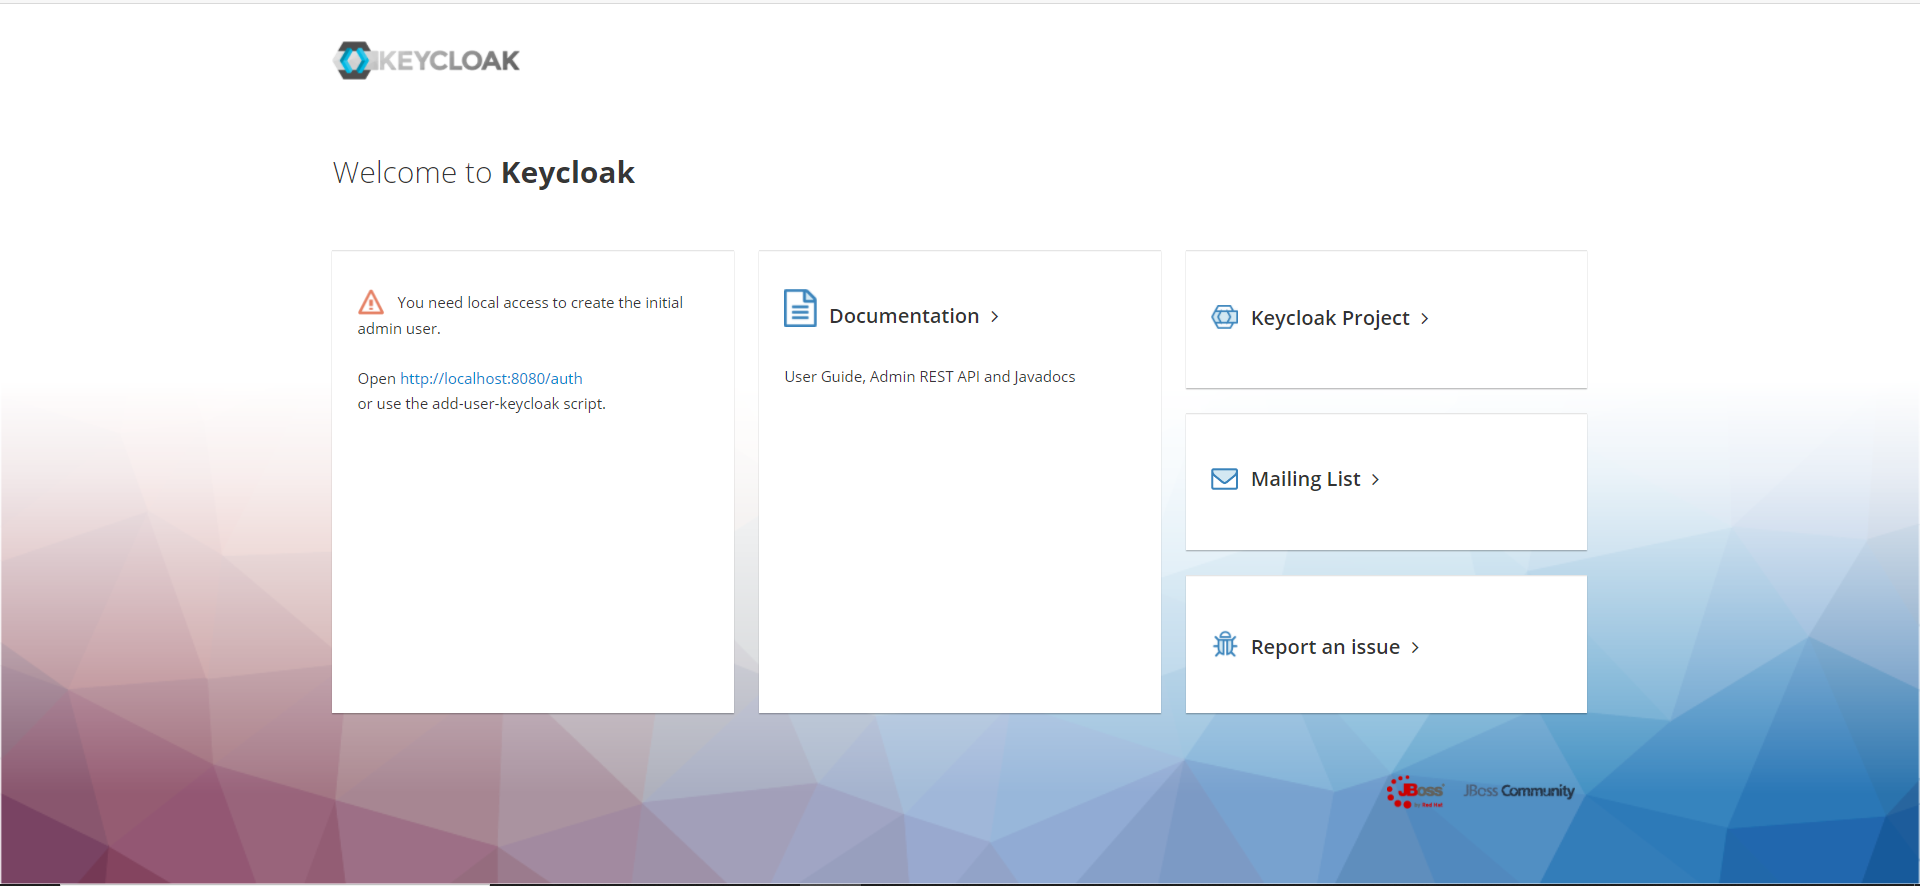 KEYCLOAK
Welcome to Keycloak
You need local access to create the initial
admin user.
Open http://localhost:8080/auth
or use the add-user-keycloak script.
Documentation
User Guide, Admin REST API and Javadocs
Keycloak Project
Mailing List
Report an issue
JBoss
by Red Hat
JBoss Community